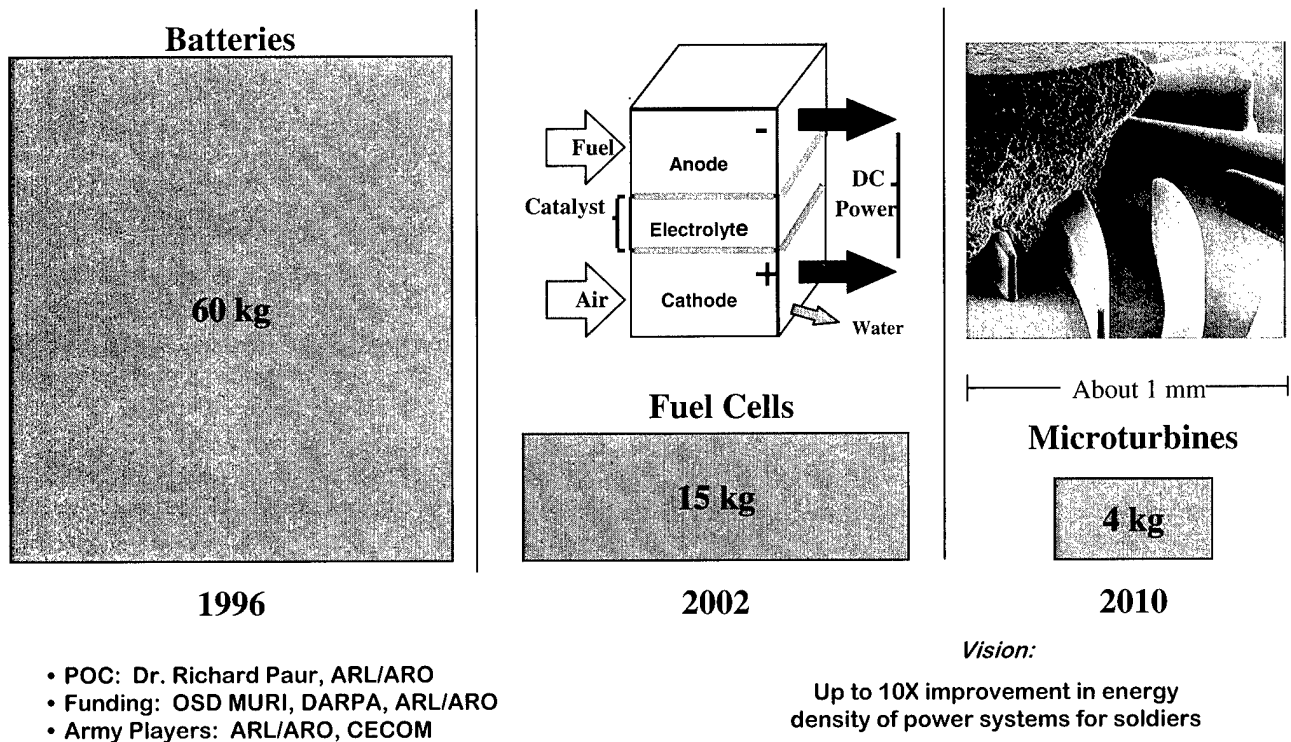 Batteries
60 kg
1996
Fuel
Anode
-
Catalyst
Electrolyte
DC
Power
+
Air
Cathode
Water
Fuel Cells
15 kg
2002
About 1 mm
Microturbines
4 kg
2010
• POC: Dr. Richard Paur, ARL/ARO
• Funding: OSD MURI, DARPA, ARL/ARO
• Army Players: ARL/ARO, CECOM
Vision:
Up to 10X improvement in energy
density of power systems for soldiers